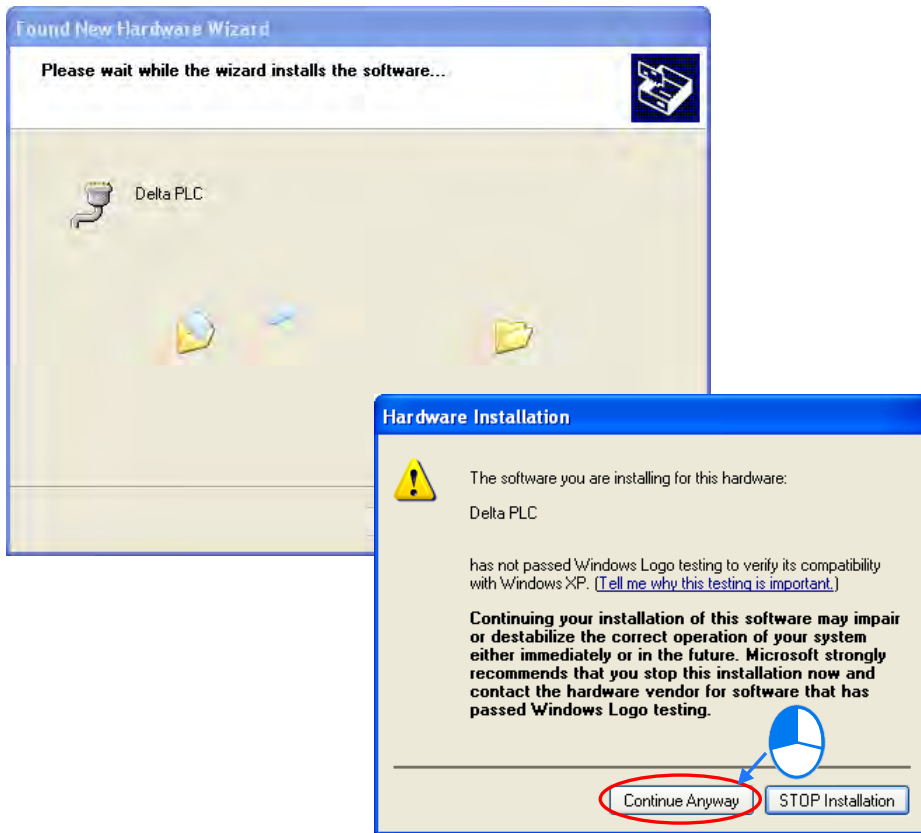 Found New Hardware Wizard
Please wait while the wizard installs the software...
Delta PLC
Hardware Installation
The software you are installing for this hardware:
Delta PLC
has not passed Windows Logo testing to verify its compatibility
with Windows XP. (Tell me why this testing is important.)
Continuing your installation of this software may impair
or destabilize the correct operation of your system
either immediately or in the future. Microsoft strongly
recommends that you stop this installation now and
contact the hardware vendor for software that has
passed Windows Logo testing.
Continue Anyway
STOP Installation